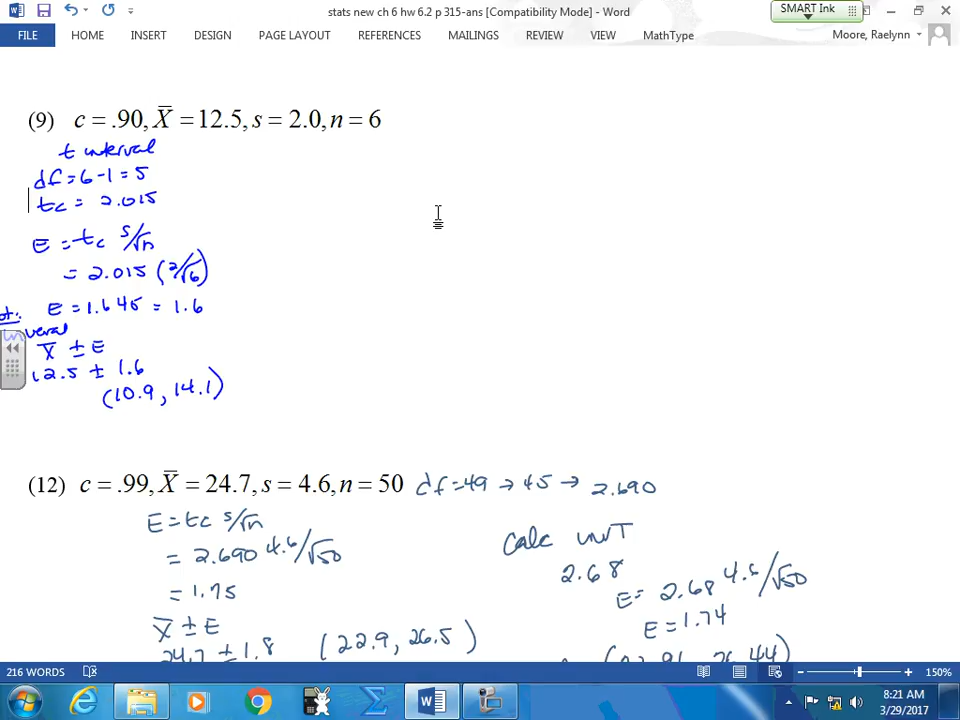 stats new ch 6 hw 6.2 p 315-ans [Compatibility Mode] - Word
SMART Ink
FILE HOME INSERT DESIGN PAGE LAYOUT REFERENCES MAILINGS REVIEW VIEW MathType Moore, Raelynn
(9) c = .90, X̅ = 12.5, s = 2.0, n = 6
t interval
df = 6-1 = 5
tc = 2.015
E = tc s/√n
= 2.015 (2/√6)
E = 1.645 = 1.6
X̅ ± E
12.5 ± 1.6
(10.9, 14.1)
(12) c = .99, X̅ = 24.7, s = 4.6, n = 50 df = 49 → 45 → 2.690
E = tc s/√n
= 2.690 4.6/√50
= 1.75
X̅ ± E
24.7 ± 1.8 (22.9, 26.5)
calc invT
2.68
E = 2.68 4.6/√50
E = 1.74
216 WORDS 150%
8:21 AM
3/29/2017